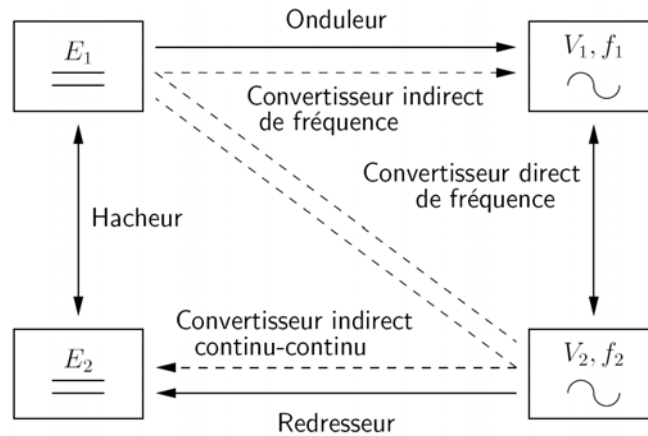 Onduleur
E₁
V₁, f₁
Convertisseur indirect
de fréquence
Convertisseur direct
de fréquence
Hacheur
Convertisseur indirect
continu-continu
E₂
V₂, f₂
Redresseur